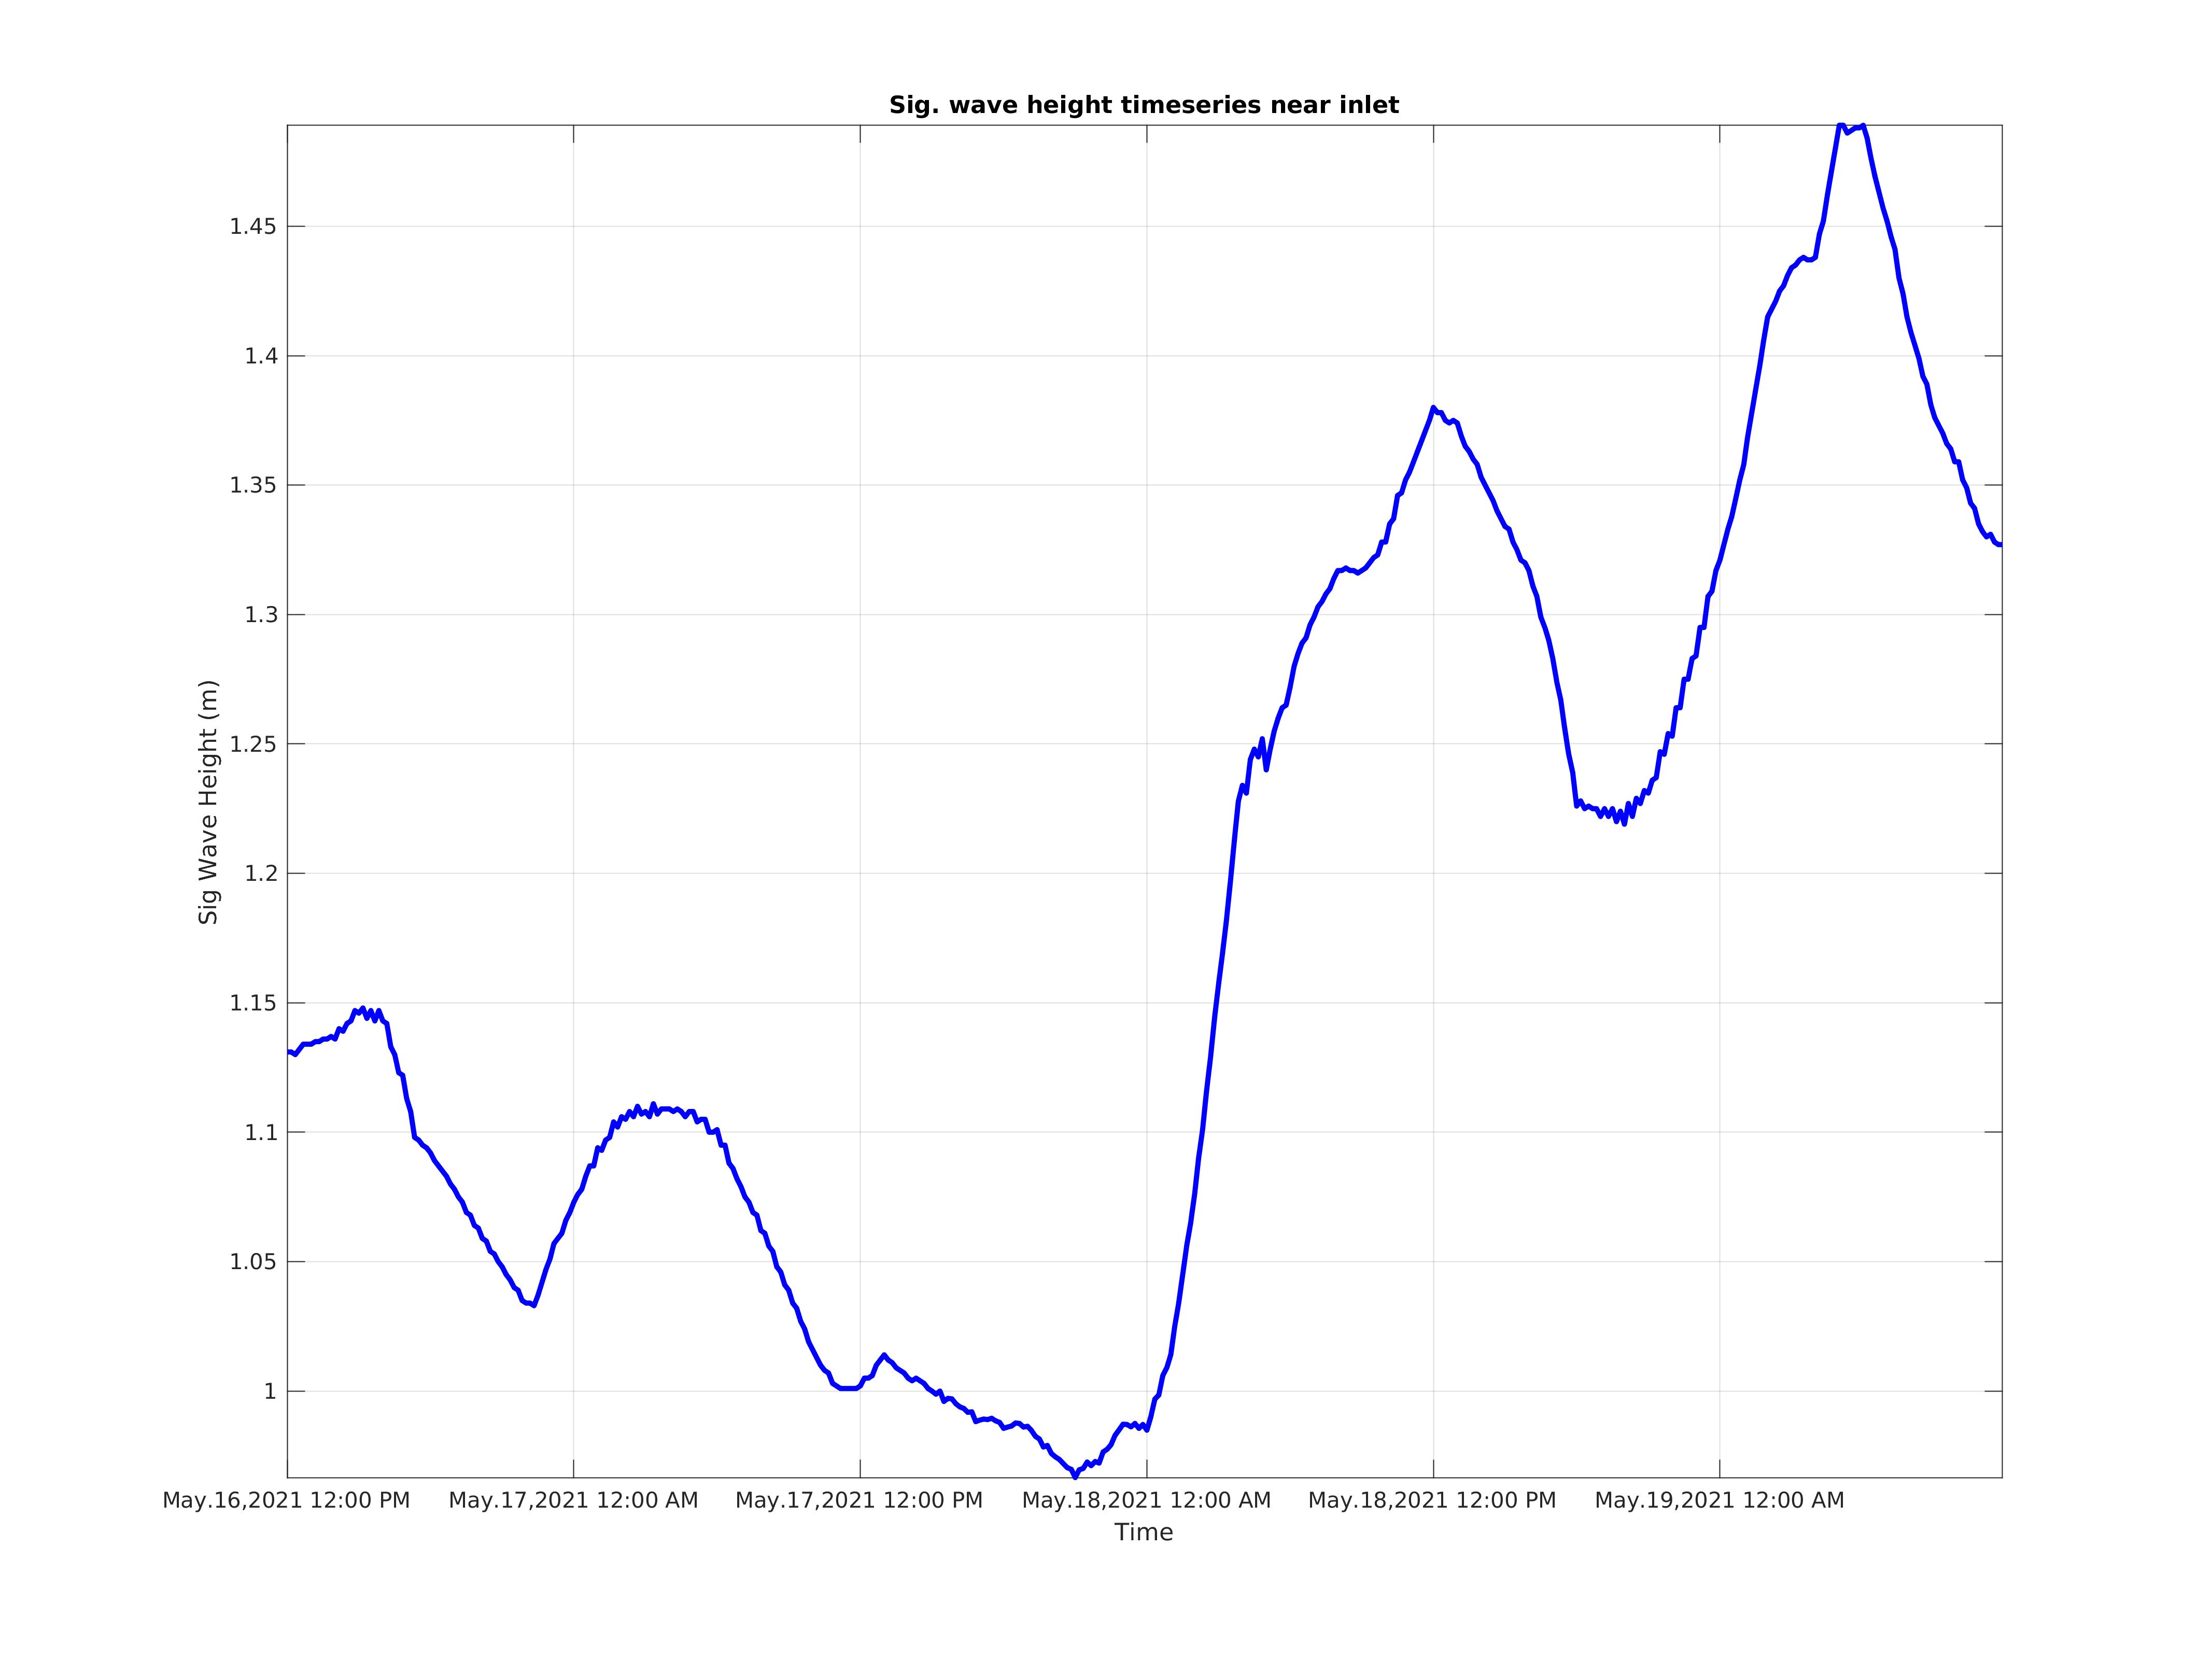 Sig. wave height timeseries near inlet
1.45
1.4
1.35
1.3
1.25
1.2
1.15
1.1
1.05
1
Sig Wave Height (m)
May.16,2021 12:00 PM May.17,2021 12:00 AM May.17,2021 12:00 PM May.18,2021 12:00 AM May.18,2021 12:00 PM May.19,2021 12:00 AM
Time